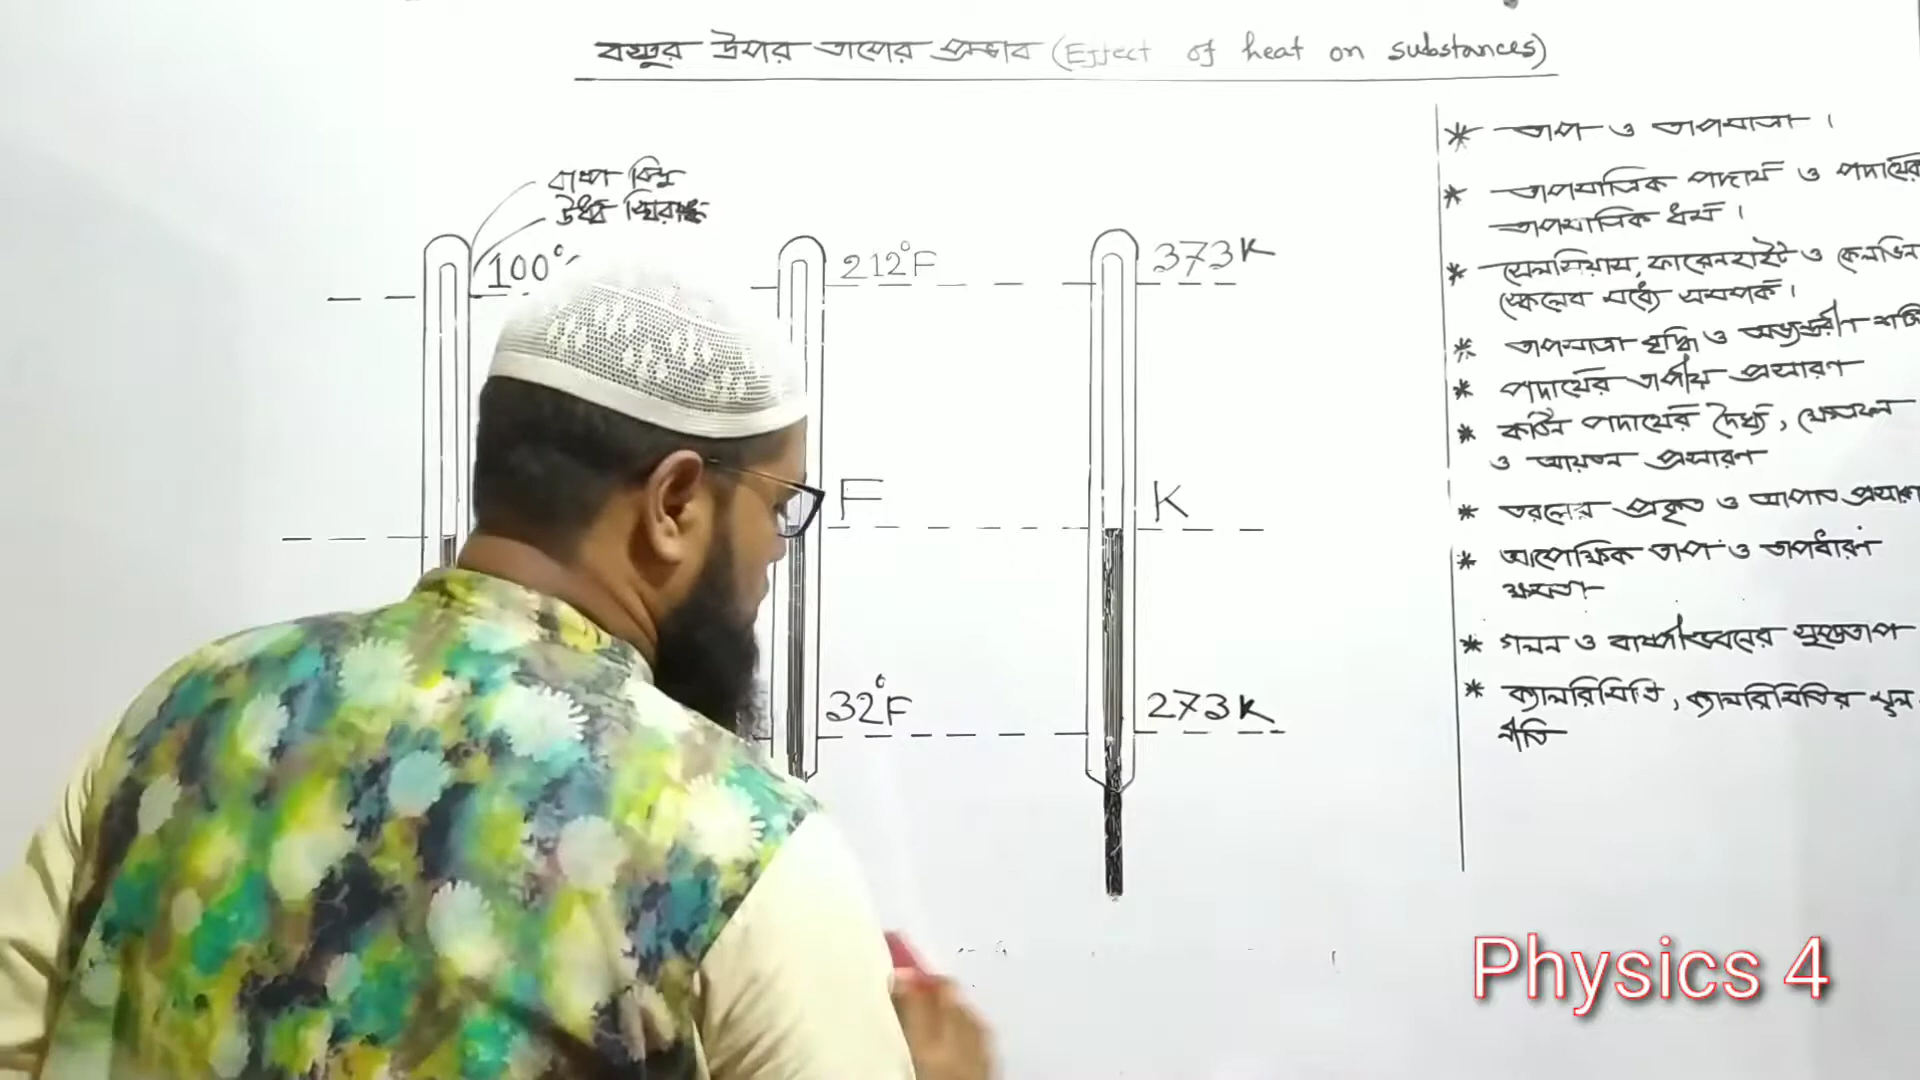 বস্তুর উপর তাপের প্রভাব (Effect of heat on substances)
বাষ্প বিন্দু
উর্ধ্ব স্থিরাঙ্ক
100°
212°F
373K
F
K
32°F
273K
* তাপ ও তাপমাত্রা ।
* তাপমাত্রিক পদার্থ ও পদার্থের
তাপমাত্রিক ধর্ম ।
* সেলসিয়াস, ফারেনহাইট ও কেলভিন
স্কেলের মধ্যে সম্পর্ক ।
* তাপমাত্রা বৃদ্ধি ও অভ্যন্তরীণ শক্তি
* পদার্থের তাপীয় প্রসারণ
* কঠিন পদার্থের দৈর্ঘ্য, ক্ষেত্রফল
ও আয়তন প্রসারণ
* তরলের প্রকৃত ও আপাত প্রসারণ
* আপেক্ষিক তাপ ও তাপধারণ
ক্ষমতা
* গলন ও বাষ্পীভবনের সুপ্ততাপ
* ক্যালরিমিতি, ক্যালরিমিতির মূল
নীতি
Physics 4